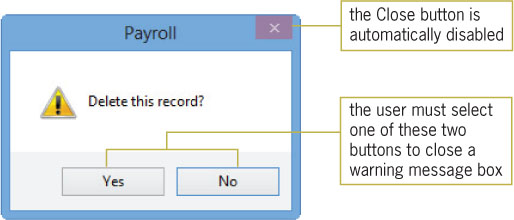 Payroll
the Close button is
automatically disabled
Delete this record?
the user must select
one of these two
buttons to close a
warning message box
Yes
No